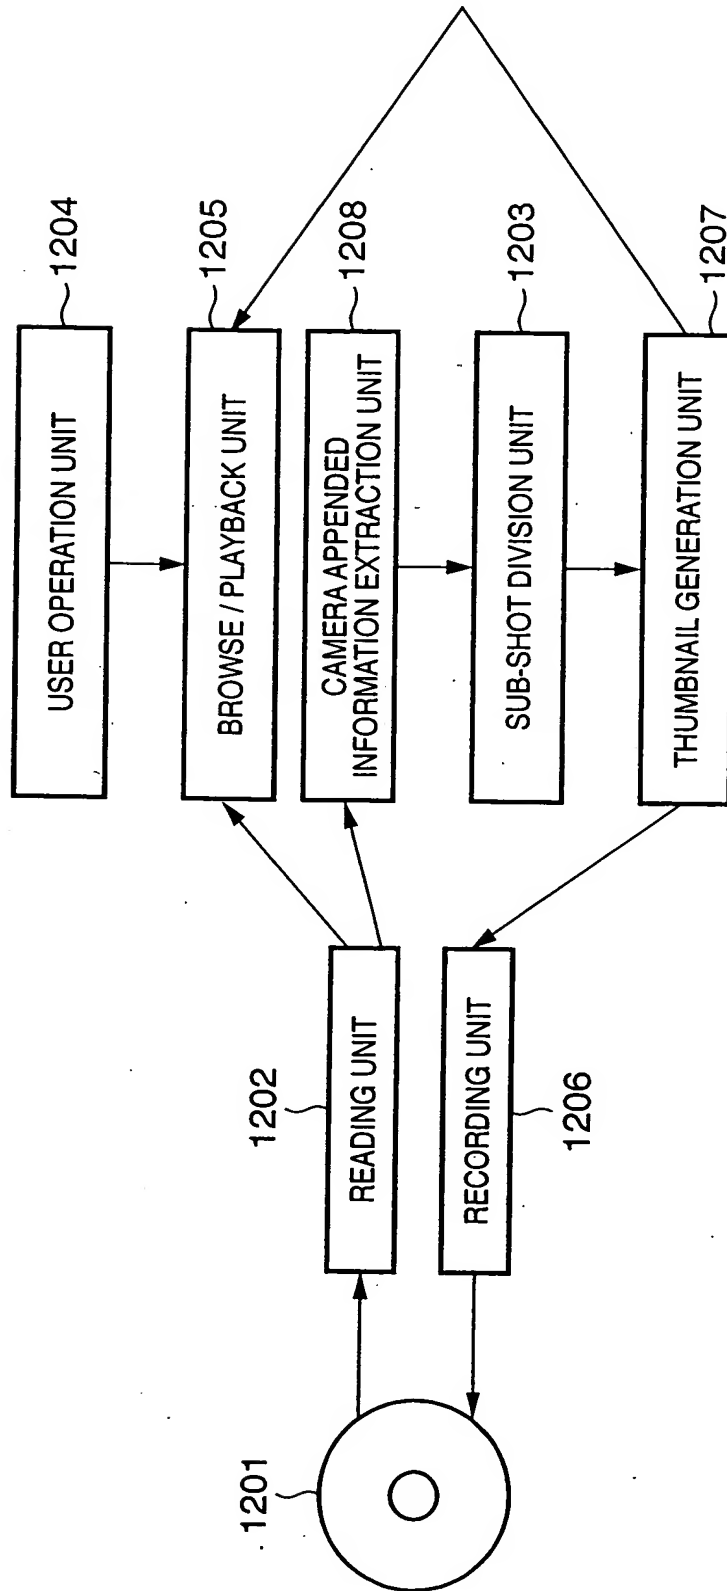 USER OPERATION UNIT
1204
BROWSE / PLAYBACK UNIT
1205
1201
1202
READING UNIT
CAMERA APPENDED
INFORMATION EXTRACTION UNIT
1208
RECORDING UNIT
1206
SUB-SHOT DIVISION UNIT
1203
THUMBNAIL GENERATION UNIT
1207